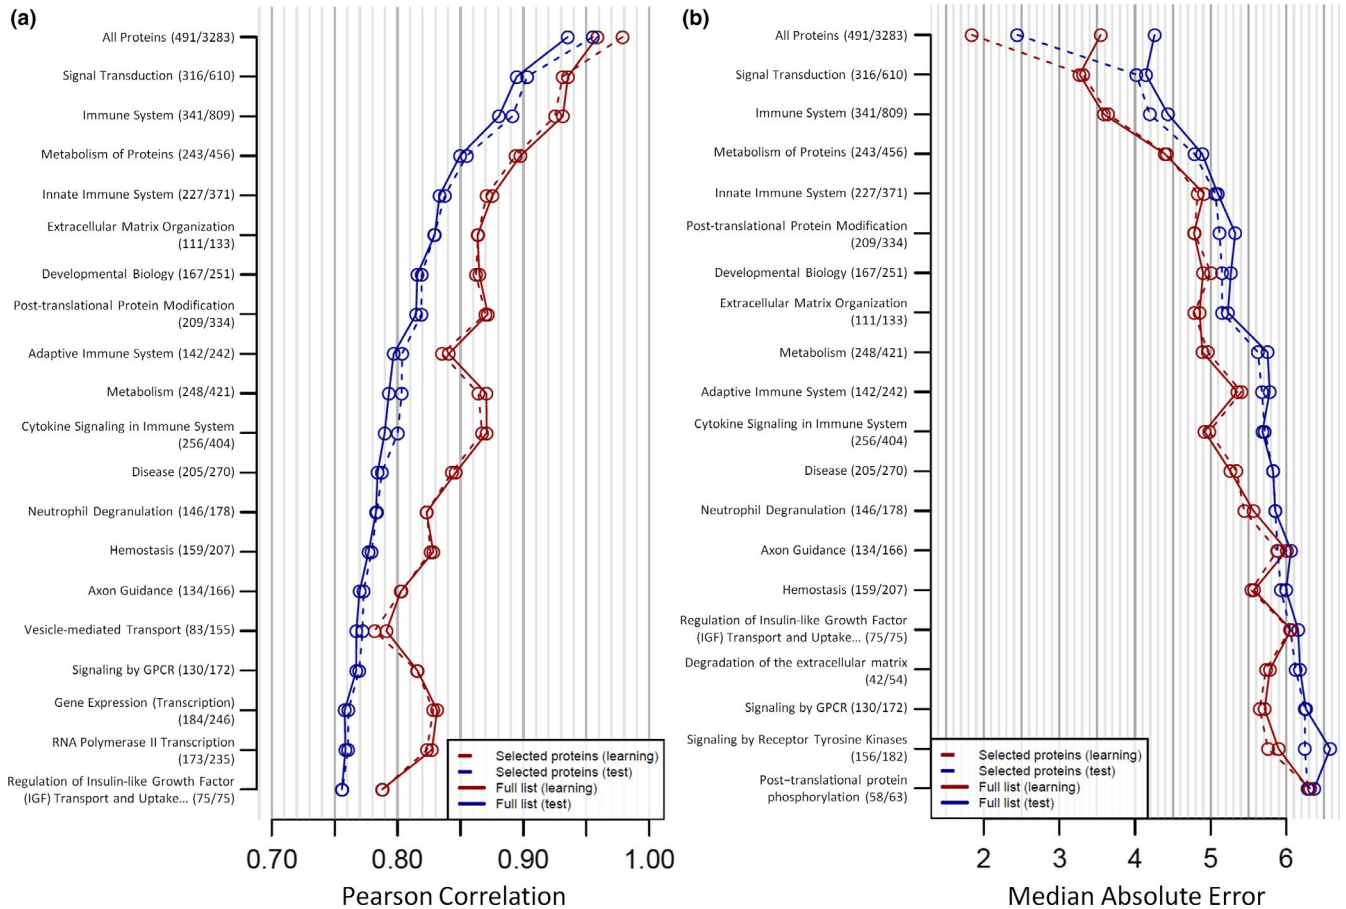 (a)
All Proteins (491/3283)
Signal Transduction (316/610)
Immune System (341/809)
Metabolism of Proteins (243/456)
Innate Immune System (227/371)
Extracellular Matrix Organization
(111/133)
Developmental Biology (167/251)
Post-translational Protein Modification
(209/334)
Adaptive Immune System (142/242)
Metabolism (248/421)
Cytokine Signaling in Immune System
(256/404)
Disease (205/270)
Neutrophil Degranulation (146/178)
Hemostasis (159/207)
Axon Guidance (134/166)
Vesicle-mediated Transport (83/155)
Signaling by GPCR (130/172)
Gene Expression (Transcription)
(184/246)
RNA Polymerase II Transcription
(173/235)
Regulation of Insulin-like Growth Factor
(IGF) Transport and Uptake... (75/75)
Selected proteins (learning)
Selected proteins (test)
Full list (learning)
Full list (test)
0.70 0.80 0.90 1.00
Pearson Correlation
(b)
All Proteins (491/3283)
Signal Transduction (316/610)
Immune System (341/809)
Metabolism of Proteins (243/456)
Innate Immune System (227/371)
Post-translational Protein Modification
(209/334)
Developmental Biology (167/251)
Extracellular Matrix Organization
(111/133)
Metabolism (248/421)
Adaptive Immune System (142/242)
Cytokine Signaling in Immune System
(256/404)
Disease (205/270)
Neutrophil Degranulation (146/178)
Axon Guidance (134/166)
Hemostasis (159/207)
Regulation of Insulin-like Growth Factor
(IGF) Transport and Uptake... (75/75)
Degradation of the extracellular matrix
(42/54)
Signaling by GPCR (130/172)
Signaling by Receptor Tyrosine Kinases
(156/182)
Post−translational protein
phosphorylation (58/63)
Selected proteins (learning)
Selected proteins (test)
Full list (learning)
Full list (test)
2 3 4 5 6
Median Absolute Error